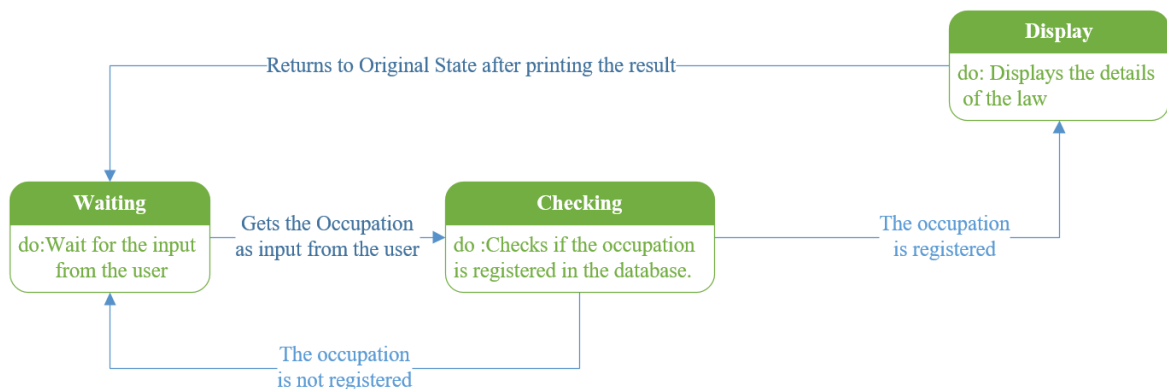 Display
do: Displays the details
of the law
Returns to Original State after printing the result
Waiting
do:Wait for the input
from the user
Gets the Occupation
as input from the user
Checking
do :Checks if the occupation
is registered in the database.
The occupation
is registered
The occupation
is not registered